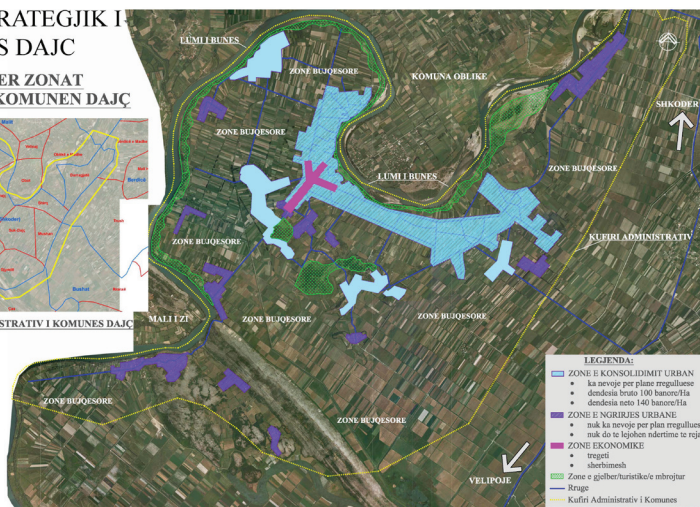 RATEGJIK I
S DAJC
ER ZONAT
KOMUNEN DAJÇ
STRATIV I KOMUNES DAJÇ
LUMI I BUNES
ZONE BUJQESORE
KOMUNA OBLIKE
SHKODER
ZONE BUJQESORE
ZONE BUJQESORE
LUMI I BUNES
ZONE BUJQESORE
KUFIRI ADMINISTRATIV
MALI I ZI
ZONE BUJQESORE
ZONE BUJQESORE
ZONE BUJQESORE
ZONE BUJQESORE
VELIPOJE
LEGJENDA:
ZONE E KONSOLIDIMIT URBAN
ka nevoje per plane rregulluese
dendesia bruto 100 banore/Ha
dendesia neto 140 banore/Ha
ZONE E NGRIRJES URBANE
nuk ka nevoje per plan rregullues
nuk do te lejohen ndertime te reja
ZONE EKONOMIKE
tregeti
sherbimesh
Zone e gjelber/turistike/e mbrojtur
Rruge
Kufiri Administrativ i Komunes
Bushat